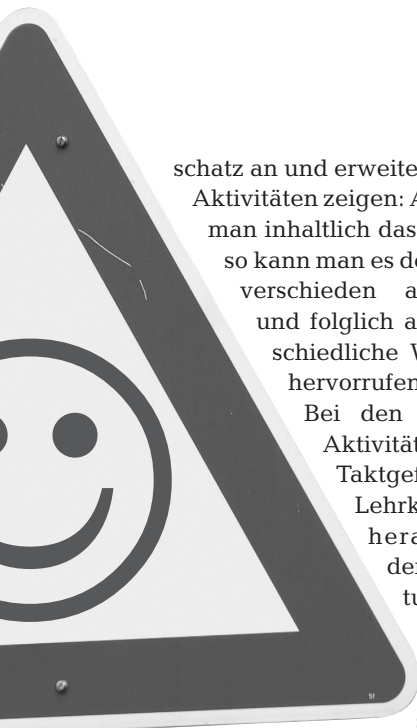 schatz an und erweite
Aktivitäten zeigen: A
man inhaltlich das
so kann man es de
verschieden a
und folglich a
schiedliche W
hervorrufen
Bei den
Aktivität
Taktgef
Lehrk
hera
der
tu